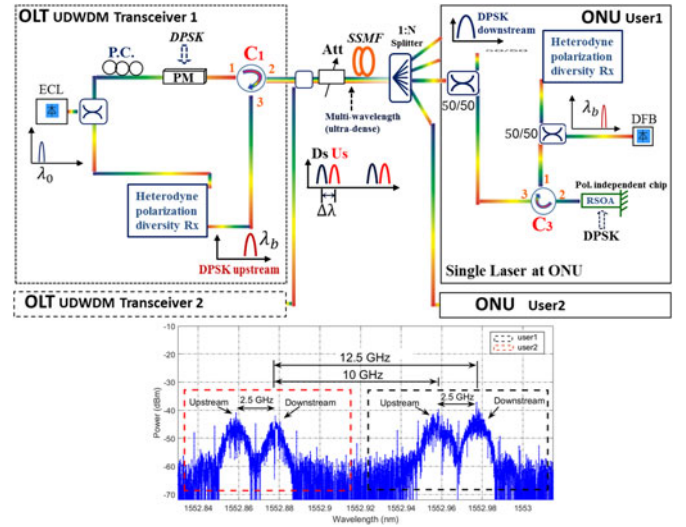 OLT UDWDM Transceiver 1
P.C.
DPSK
PM
C1
1
2
3
ECL
λ0
Heterodyne
polarization
diversity Rx
λb
DPSK upstream
OLT UDWDM Transceiver 2
Att
SSMF
1:N
Splitter
Multi-wavelength
(ultra-dense)
Ds Us
Δλ
ONU User1
DPSK
downstream
50/50
Heterodyne
polarization
diversity Rx
λb
50/50
DFB
1
3
2
Pol. independent chip
RSOA
C3
DPSK
Single Laser at ONU
ONU User2
-10
-20
-30
-40
-50
-60
-70
Power (dBm)
user1
user2
12.5 GHz
10 GHz
Upstream
2.5 GHz
Downstream
Upstream
2.5 GHz
Downstream
1552.84 1552.86 1552.88 1552.9 1552.92 1552.94 1552.96 1552.98 1553
Wavelength (nm)